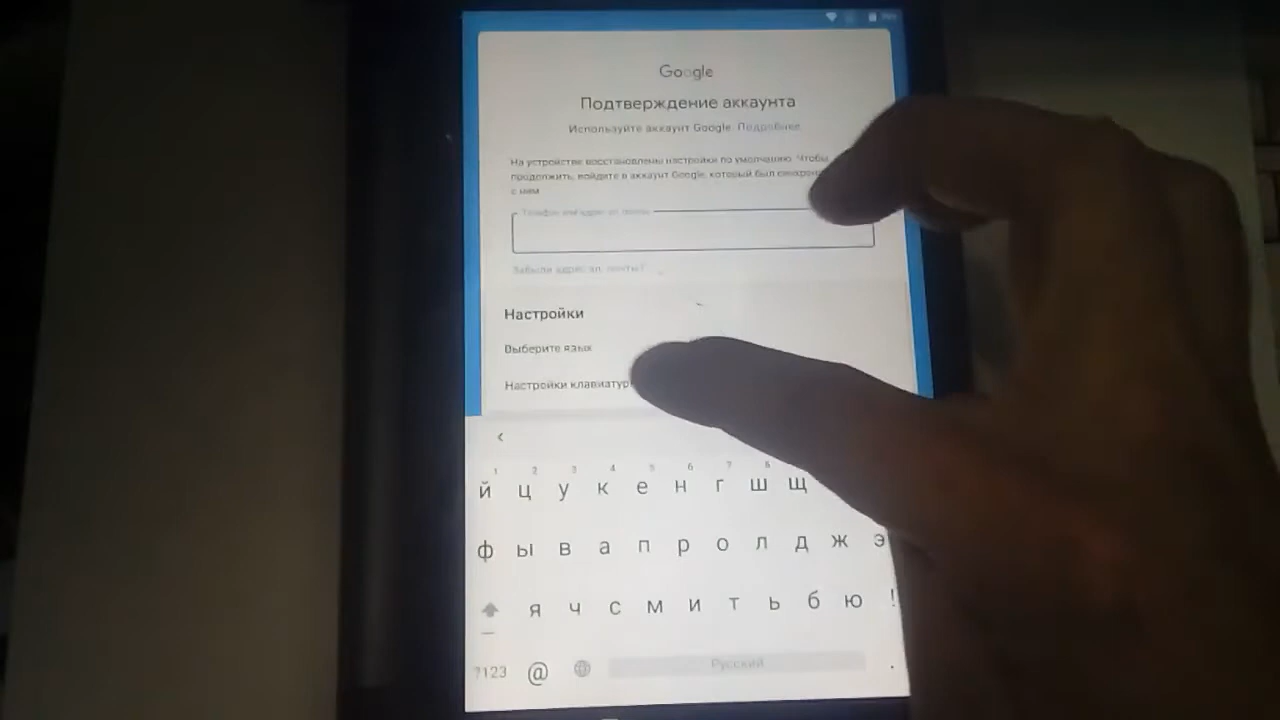 Google
Подтверждение аккаунта
Используйте аккаунт Google. Подробнее
На устройстве восстановлены настройки по умолчанию. Чтобы
продолжить, войдите в аккаунт Google, который был
с ним
Телефон или адрес эл. почты
Забыли адрес эл. почты?
Настройки
Выберите язык
Настройки
<
1 2 3 4 5 6 7 8
й ц у к е н г ш щ
ф ы в а п р о л д ж э
я ч с м и т ь б ю !
?123 @ Русский .